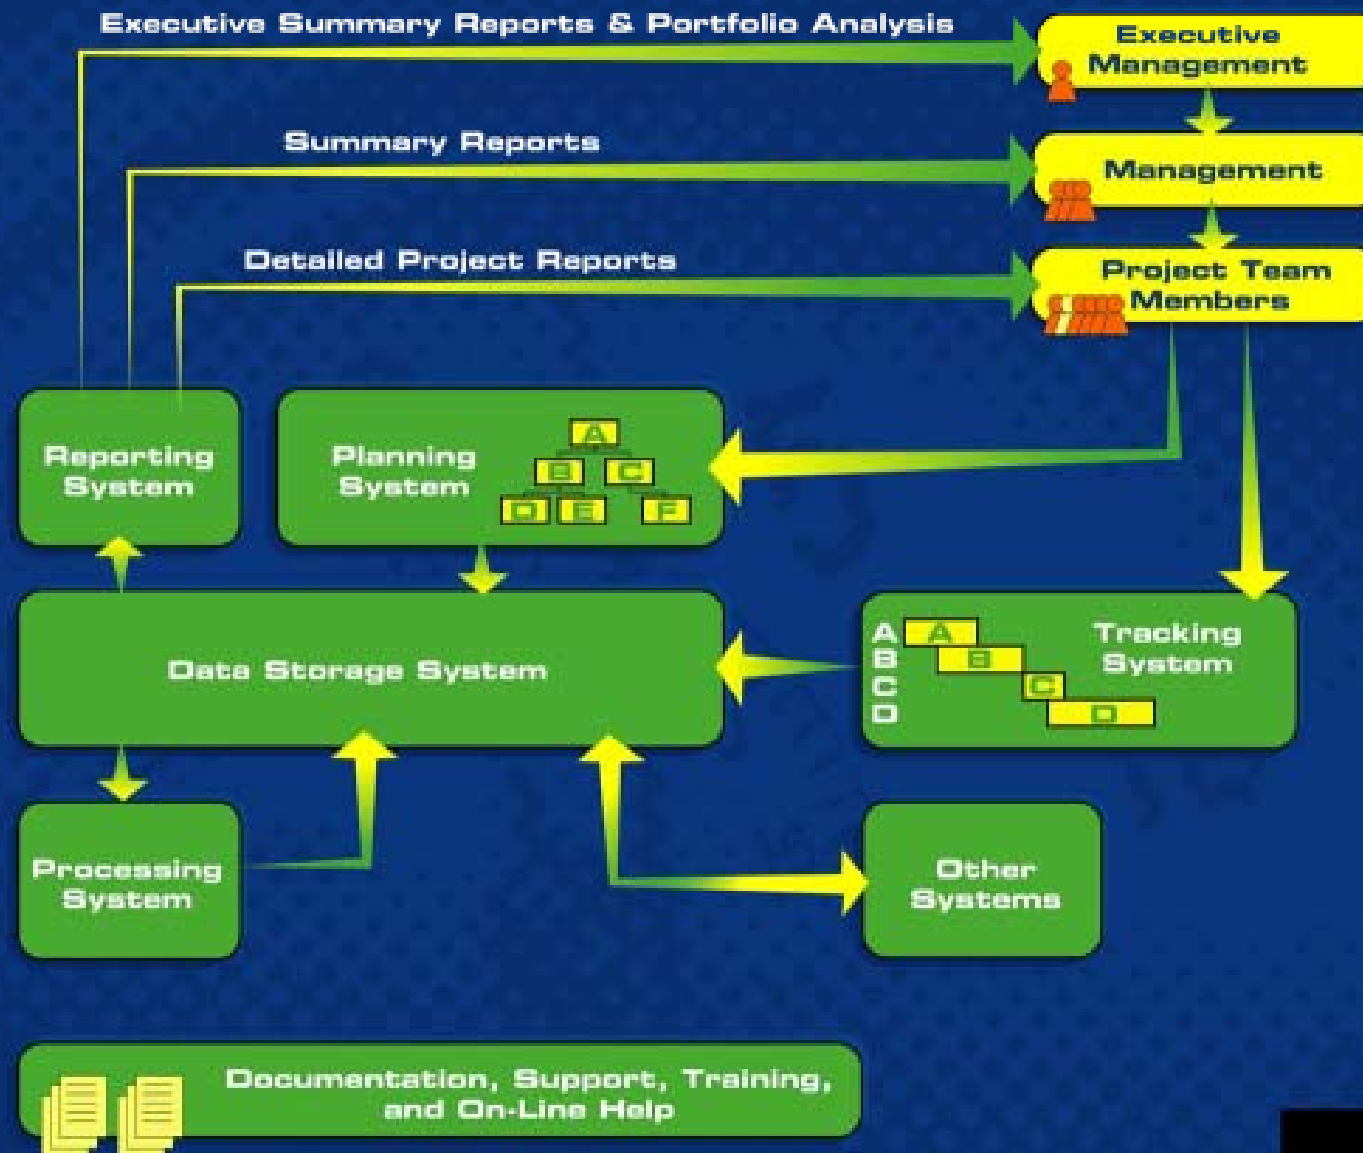 Executive Summary Reports & Portfolio Analysis
Executive
Management
Summary Reports
Management
Detailed Project Reports
Project Team
Members
Reporting
System
Planning
System
A
B C
D E F
Data Storage System
A A
B B
C C
D D
Tracking
System
Processing
System
Other
Systems
Documentation, Support, Training,
and On-Line Help